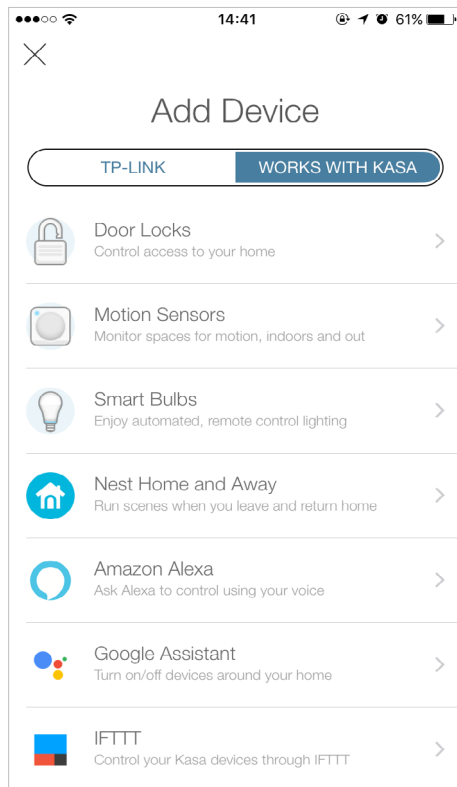 14:41
61%
Add Device
TP-LINK
WORKS WITH KASA
Door Locks
Control access to your home
Motion Sensors
Monitor spaces for motion, indoors and out
Smart Bulbs
Enjoy automated, remote control lighting
Nest Home and Away
Run scenes when you leave and return home
Amazon Alexa
Ask Alexa to control using your voice
Google Assistant
Turn on/off devices around your home
IFTTT
Control your Kasa devices through IFTTT